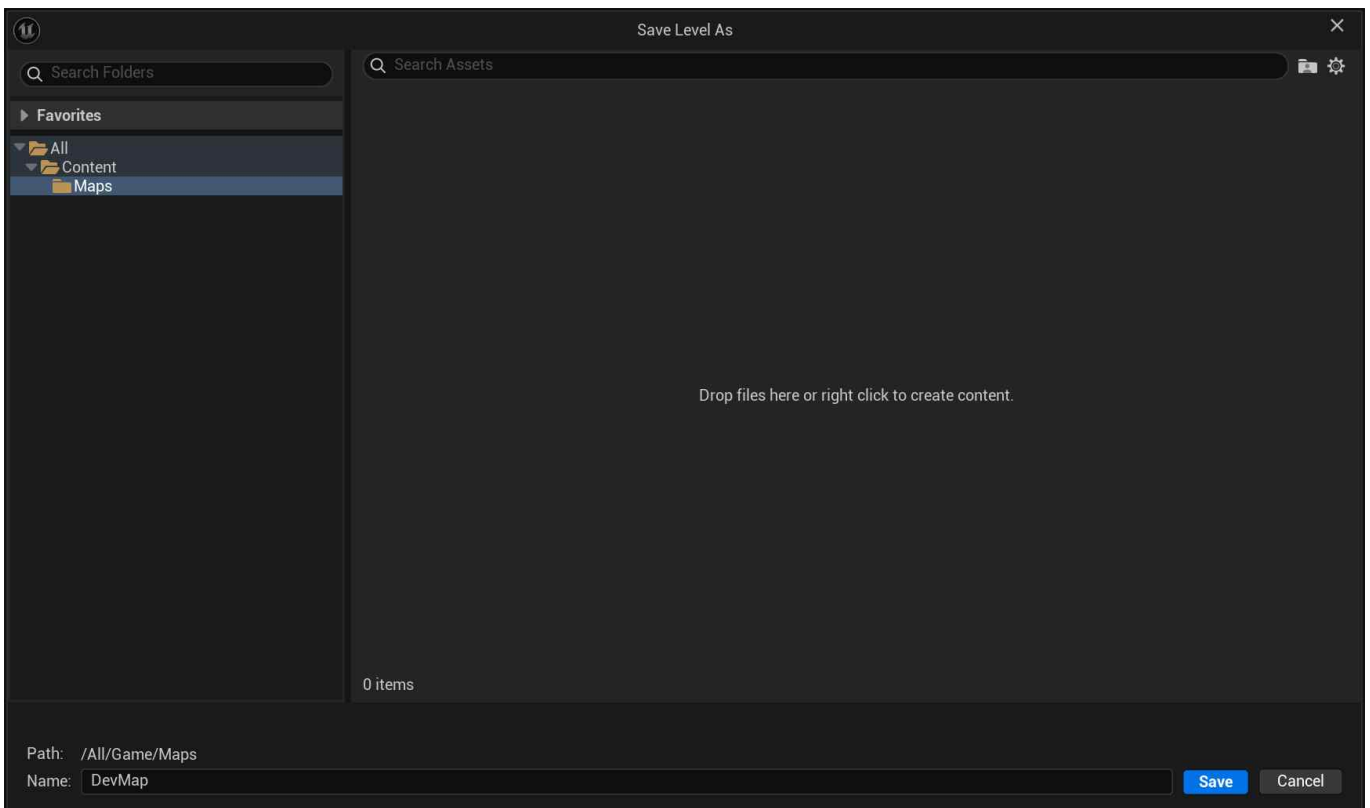 Save Level As
Search Folders
Search Assets
Favorites
All
Content
Maps
Drop files here or right click to create content.
0 items
Path: /All/Game/Maps
Name: DevMap
Save Cancel